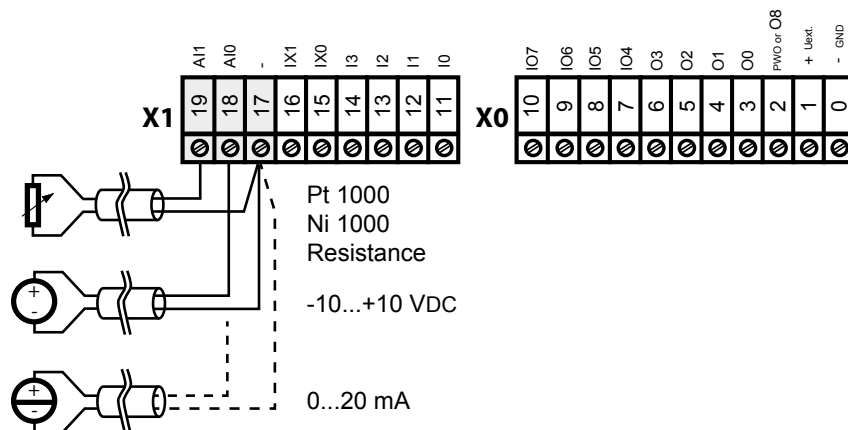 AI1 AI0 - IX1 IX0 I3 I2 I1 I0
X1 19 18 17 16 15 14 13 12 11
IO7 IO6 IO5 IO4 O3 O2 O1 O0 PWO or O8 + Uext. - GND
X0 10 9 8 7 6 5 4 3 2 1 0
Pt 1000
Ni 1000
Resistance
+
-
-10...+10 VDC
+
-
0...20 mA